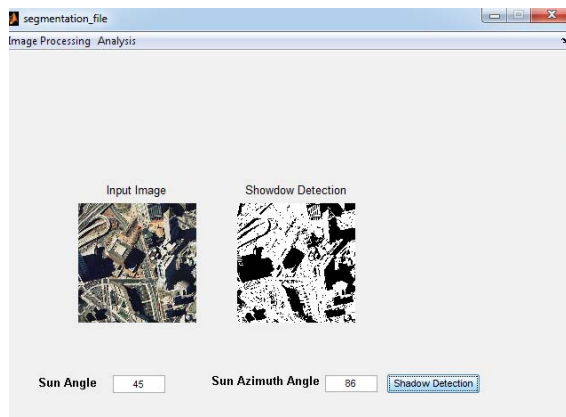 segmentation_file
Image Processing Analysis
Input Image Showdow Detection
Sun Angle 45 Sun Azimuth Angle 86 Shadow Detection